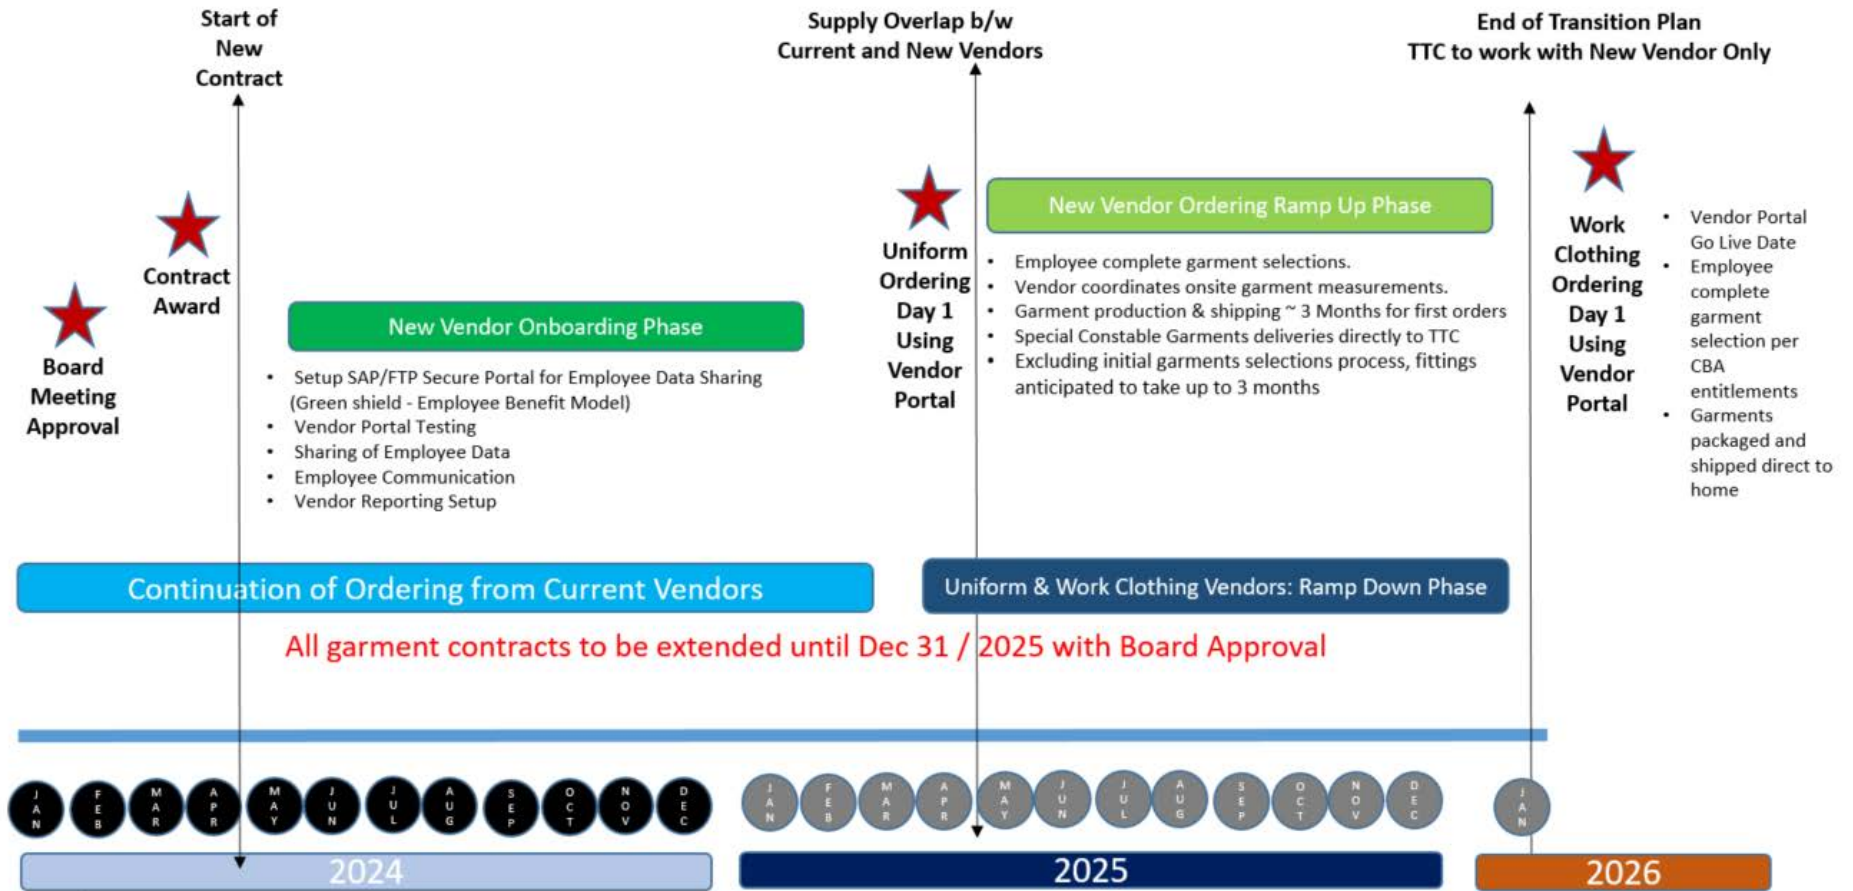 Start of
New
Contract
Supply Overlap b/w
Current and New Vendors
End of Transition Plan
TTC to work with New Vendor Only
Board
Meeting
Approval
Contract
Award
New Vendor Onboarding Phase
• Setup SAP/FTP Secure Portal for Employee Data Sharing
(Green shield - Employee Benefit Model)
• Vendor Portal Testing
• Sharing of Employee Data
• Employee Communication
• Vendor Reporting Setup
Uniform
Ordering
Day 1
Using
Vendor
Portal
New Vendor Ordering Ramp Up Phase
• Employee complete garment selections.
• Vendor coordinates onsite garment measurements.
• Garment production & shipping ~ 3 Months for first orders
• Special Constable Garments deliveries directly to TTC
• Excluding initial garments selections process, fittings
anticipated to take up to 3 months
Work
Clothing
Ordering
Day 1
Using
Vendor
Portal
• Vendor Portal
Go Live Date
• Employee
complete
garment
selection per
CBA
entitlements
• Garments
packaged and
shipped direct to
home
Continuation of Ordering from Current Vendors
Uniform & Work Clothing Vendors: Ramp Down Phase
All garment contracts to be extended until Dec 31 / 2025 with Board Approval
JAN FEB MAR APR MAY JUN JUL AUG SEP OCT NOV DEC
JAN FEB MAR APR MAY JUN JUL AUG SEP OCT NOV DEC
JAN
2024
2025
2026